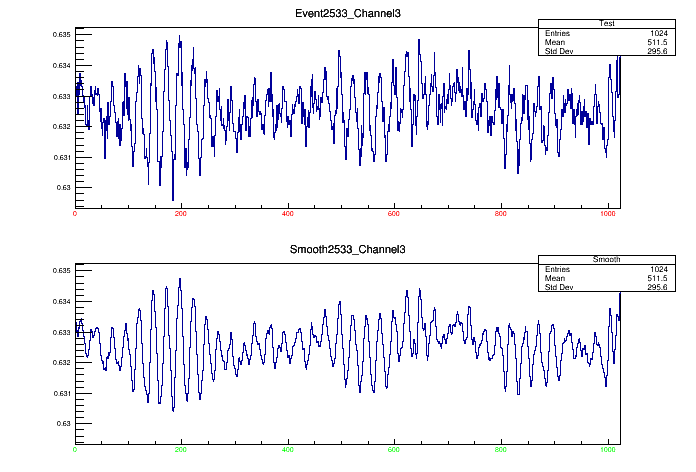 Event2533_Channel3
Test
Entries 1024
Mean 511.5
Std Dev 295.6
0.635
0.634
0.633
0.632
0.631
0.63
0 200 400 600 800 1000
Smooth2533_Channel3
Smooth
Entries 1024
Mean 511.5
Std Dev 295.6
0.635
0.634
0.633
0.632
0.631
0.63
0 200 400 600 800 1000